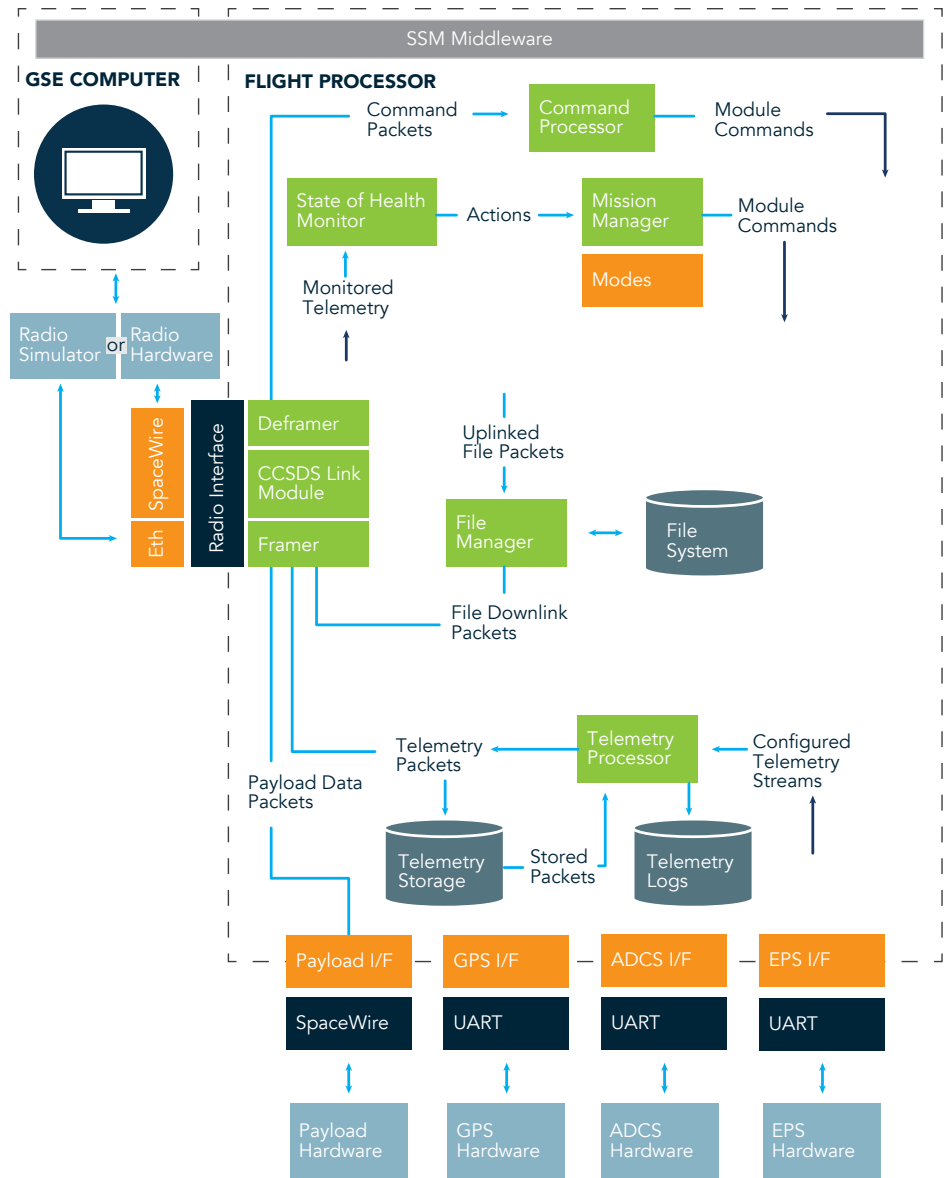 SSM Middleware
GSE COMPUTER
FLIGHT PROCESSOR
Command
Packets
Command
Processor
Module
Commands
State of Health
Monitor
Actions
Mission
Manager
Module
Commands
Modes
Monitored
Telemetry
Radio
Simulator
or
Radio
Hardware
SpaceWire
Eth
Radio Interface
Deframer
CCSDS Link
Module
Framer
Uplinked
File Packets
File
Manager
File
System
File Downlink
Packets
Telemetry
Packets
Telemetry
Processor
Configured
Telemetry
Streams
Payload Data
Packets
Telemetry
Storage
Stored
Packets
Telemetry
Logs
Payload I/F
GPS I/F
ADCS I/F
EPS I/F
SpaceWire
UART
UART
UART
Payload
Hardware
GPS
Hardware
ADCS
Hardware
EPS
Hardware